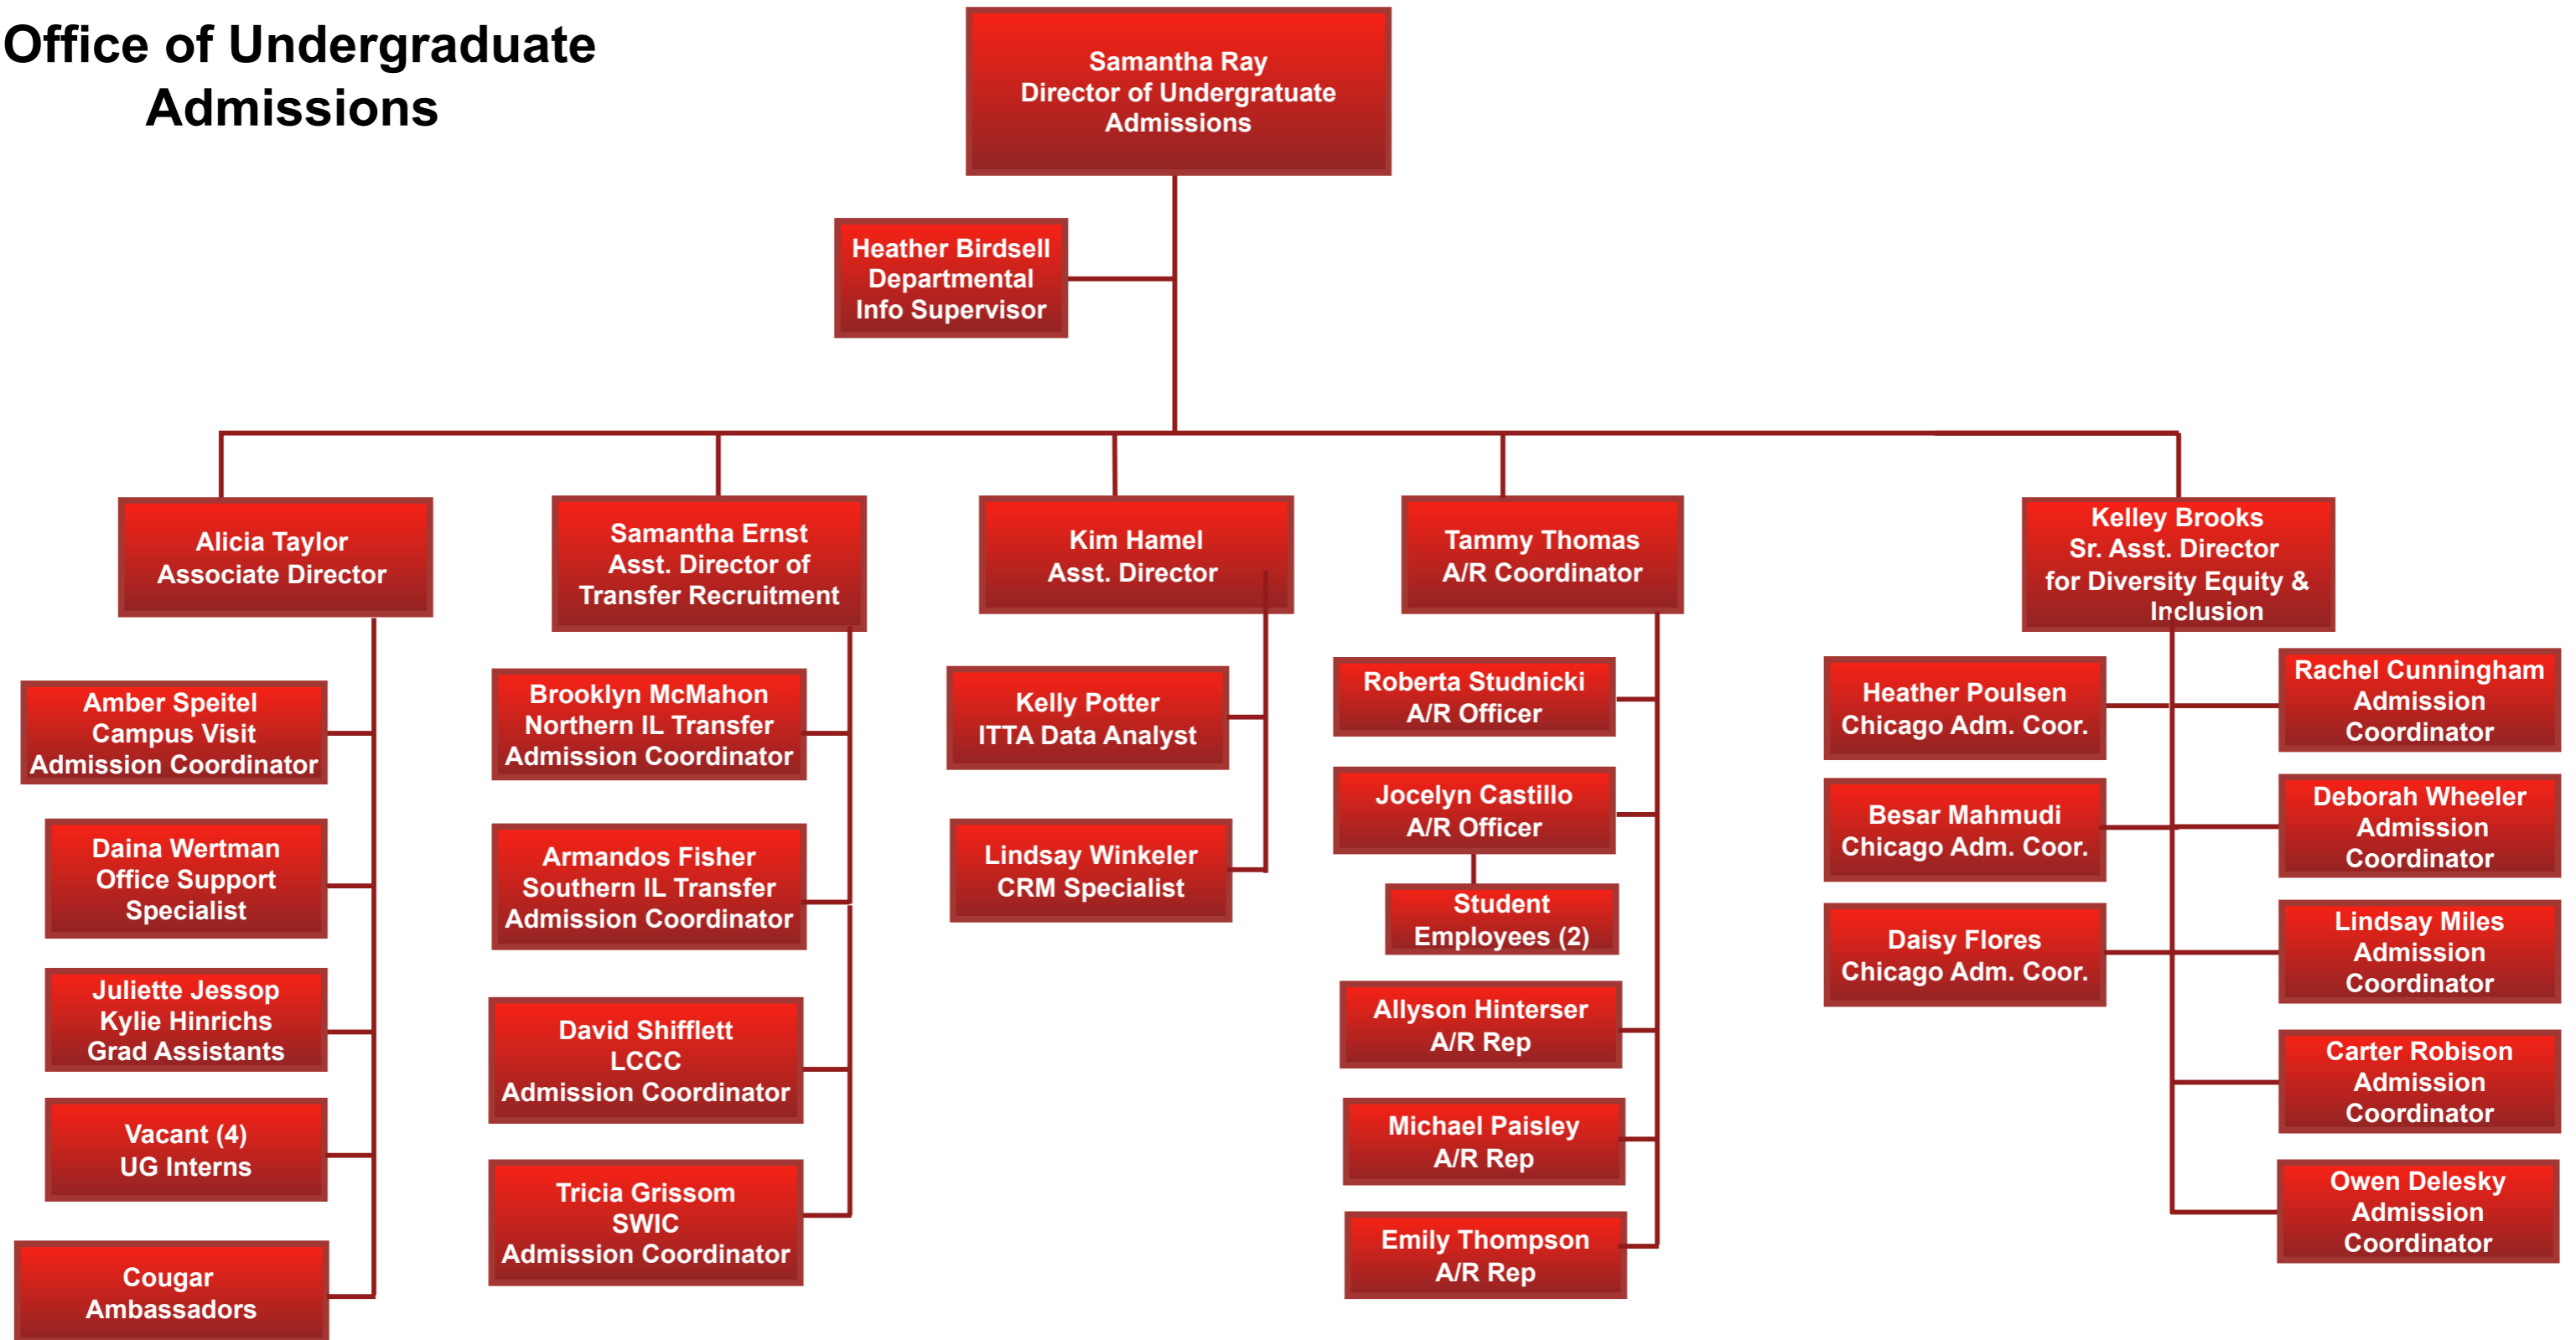 Office of Undergraduate
Admissions
Samantha Ray
Director of Undergratuate
Admissions
Heather Birdsell
Departmental
Info Supervisor
Alicia Taylor
Associate Director
Amber Speitel
Campus Visit
Admission Coordinator
Daina Wertman
Office Support
Specialist
Juliette Jessop
Kylie Hinrichs
Grad Assistants
Vacant (4)
UG Interns
Cougar
Ambassadors
Samantha Ernst
Asst. Director of
Transfer Recruitment
Brooklyn McMahon
Northern IL Transfer
Admission Coordinator
Armandos Fisher
Southern IL Transfer
Admission Coordinator
David Shifflett
LCCC
Admission Coordinator
Tricia Grissom
SWIC
Admission Coordinator
Kim Hamel
Asst. Director
Kelly Potter
ITTA Data Analyst
Lindsay Winkeler
CRM Specialist
Tammy Thomas
A/R Coordinator
Roberta Studnicki
A/R Officer
Jocelyn Castillo
A/R Officer
Student
Employees (2)
Allyson Hinterser
A/R Rep
Michael Paisley
A/R Rep
Emily Thompson
A/R Rep
Kelley Brooks
Sr. Asst. Director
for Diversity Equity &
Inclusion
Heather Poulsen
Chicago Adm. Coor.
Besar Mahmudi
Chicago Adm. Coor.
Daisy Flores
Chicago Adm. Coor.
Rachel Cunningham
Admission
Coordinator
Deborah Wheeler
Admission
Coordinator
Lindsay Miles
Admission
Coordinator
Carter Robison
Admission
Coordinator
Owen Delesky
Admission
Coordinator